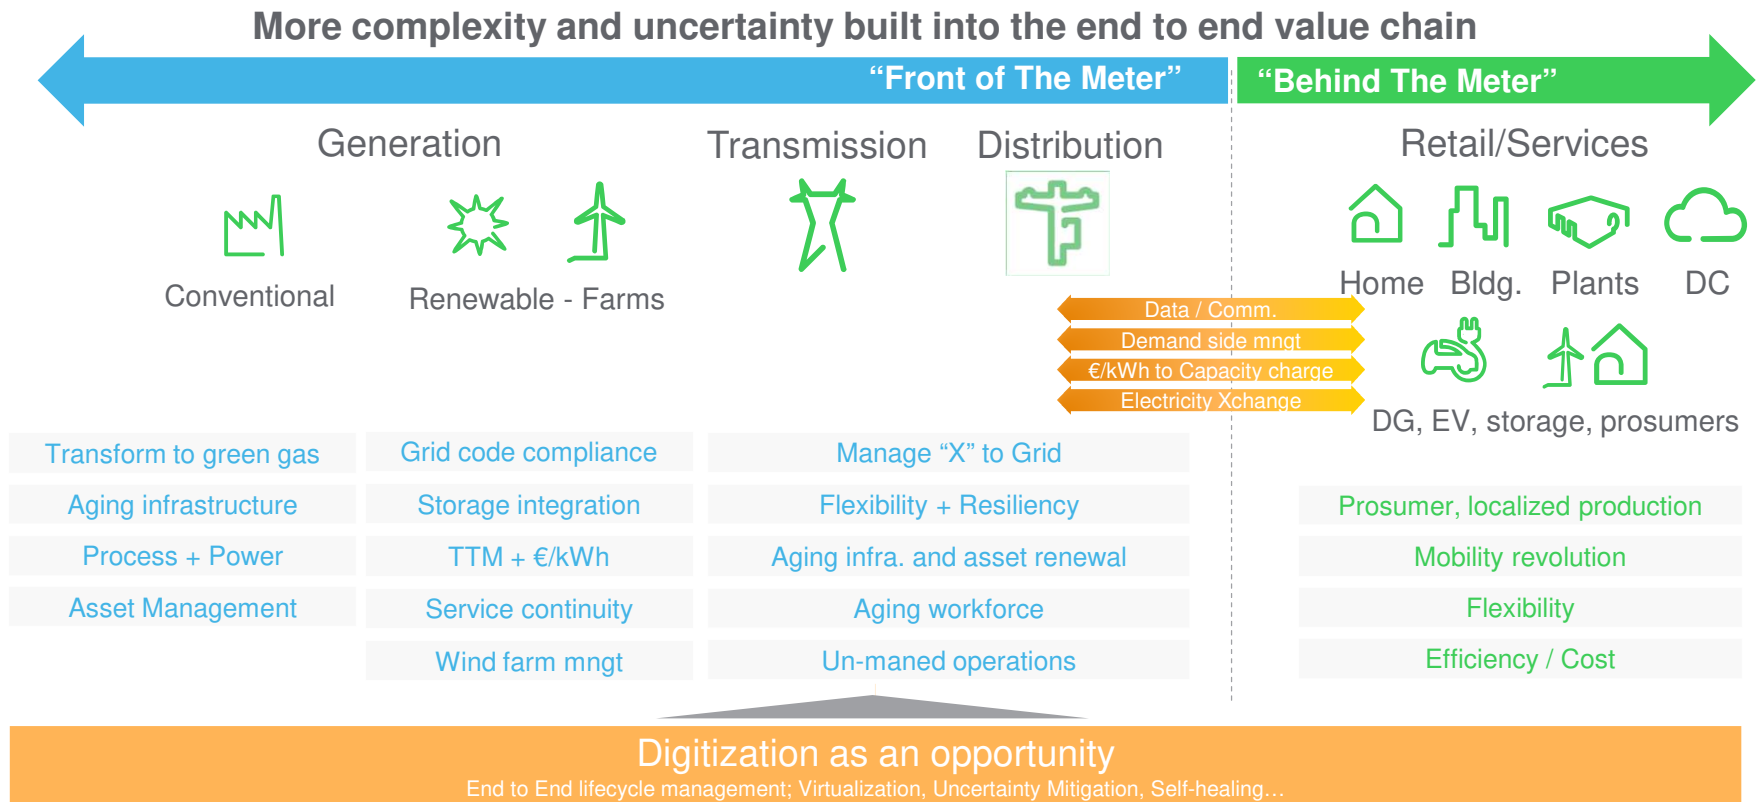 More complexity and uncertainty built into the end to end value chain
“Front of The Meter”
“Behind The Meter”
Generation
Transmission
Distribution
Retail/Services
Conventional
Renewable - Farms
Home
Bldg.
Plants
DC
Data / Comm.
Demand side mngt
€/kWh to Capacity charge
Electricity Xchange
DG, EV, storage, prosumers
Transform to green gas
Aging infrastructure
Process + Power
Asset Management
Grid code compliance
Storage integration
TTM + €/kWh
Service continuity
Wind farm mngt
Manage “X” to Grid
Flexibility + Resiliency
Aging infra. and asset renewal
Aging workforce
Un-maned operations
Prosumer, localized production
Mobility revolution
Flexibility
Efficiency / Cost
Digitization as an opportunity
End to End lifecycle management; Virtualization, Uncertainty Mitigation, Self-healing…